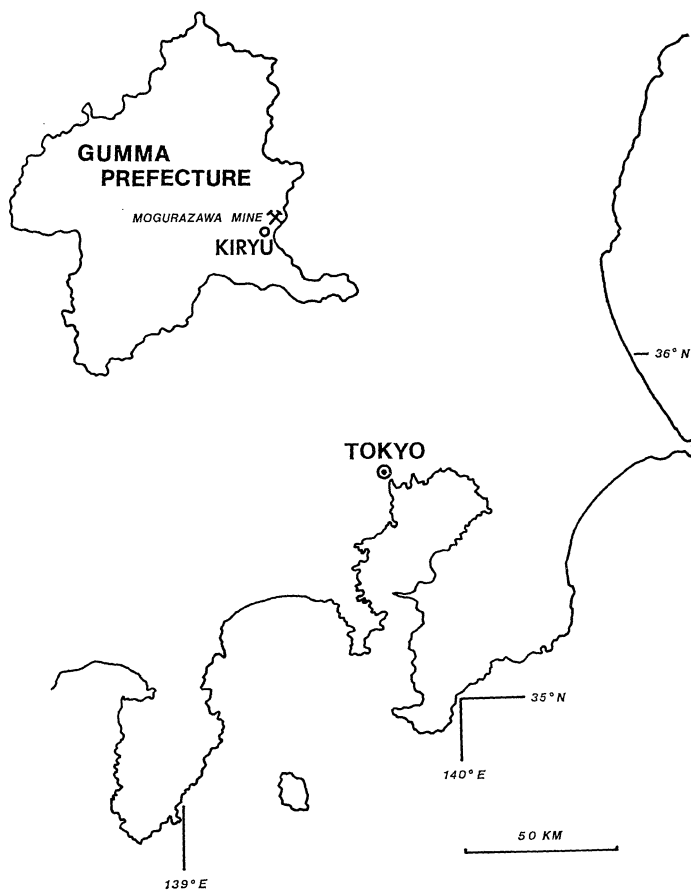 GUMMA
PREFECTURE
MOGURAZAWA MINE
KIRYU
36° N
TOKYO
35° N
140° E
50 KM
139° E